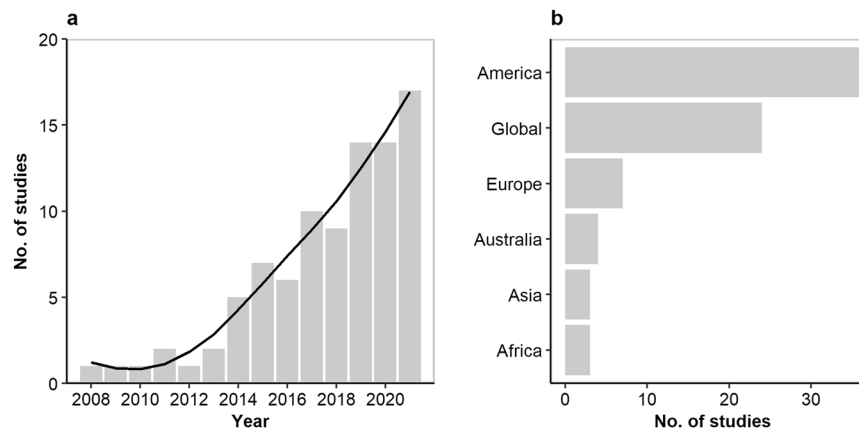 a
20
15
10
5
0
No. of studies
2008 2010 2012 2014 2016 2018 2020
Year
b
America
Global
Europe
Australia
Asia
Africa
0 10 20 30
No. of studies